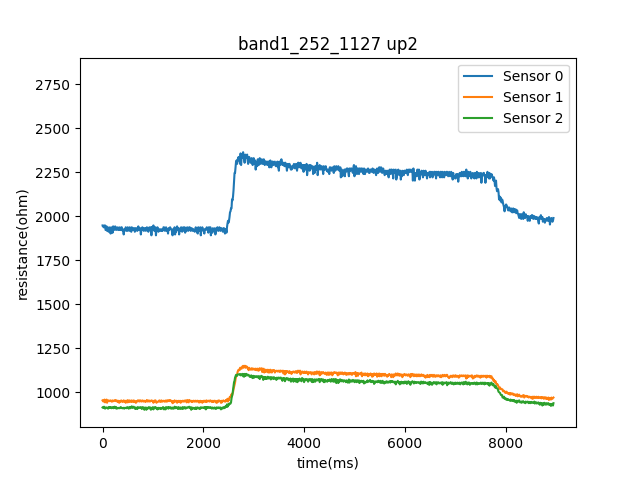 band1_252_1127 up2
Sensor 0
Sensor 1
Sensor 2
resistance(ohm)
2750
2500
2250
2000
1750
1500
1250
1000
0 2000 4000 6000 8000
time(ms)